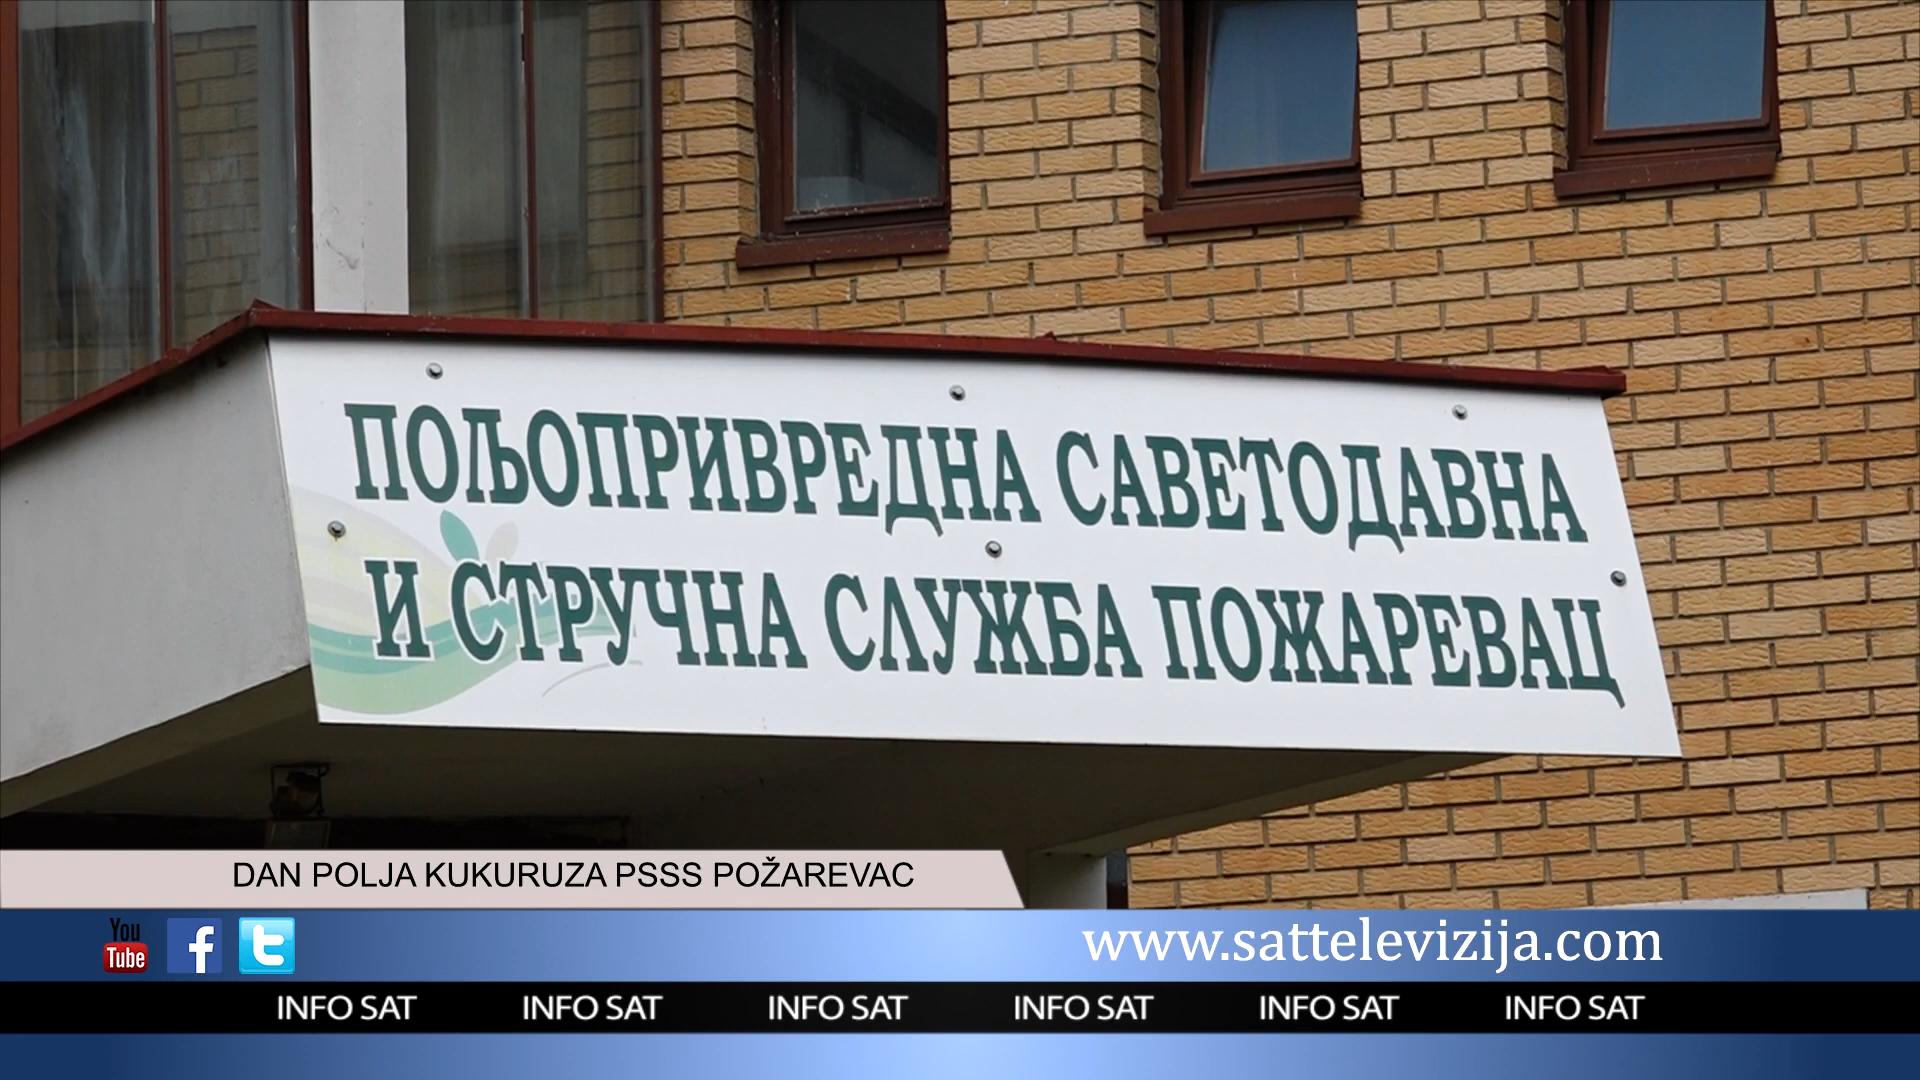 ПОЉОПРИВРЕДНА САВЕТОДАВНА
И СТРУЧНА СЛУЖБА ПОЖАРЕВАЦ
DAN POLJA KUKURUZA PSSS POŽAREVAC
You
Tube
f
t
www.sattelevizija.com
INFO SAT INFO SAT INFO SAT INFO SAT INFO SAT INFO SAT